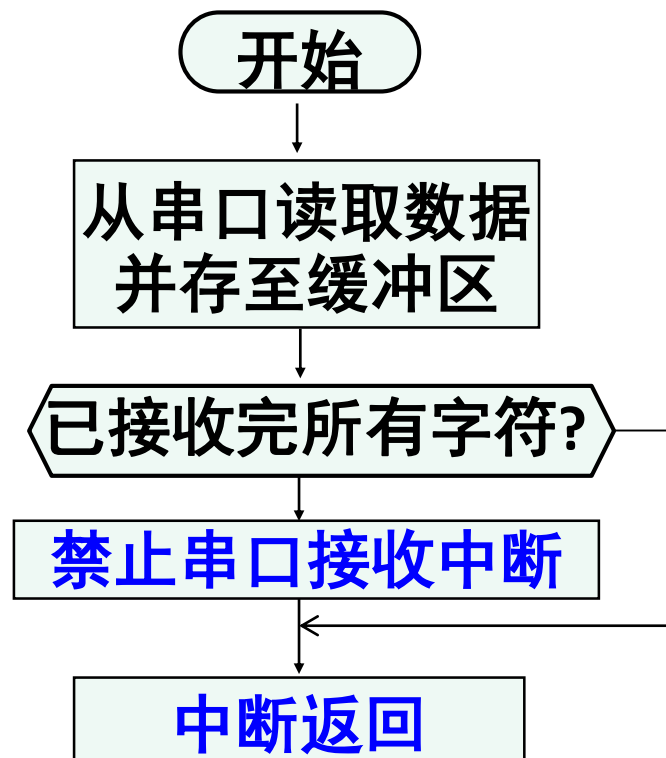 开始
从串口读取数据
并存至缓冲区
已接收完所有字符?
禁止串口接收中断
中断返回